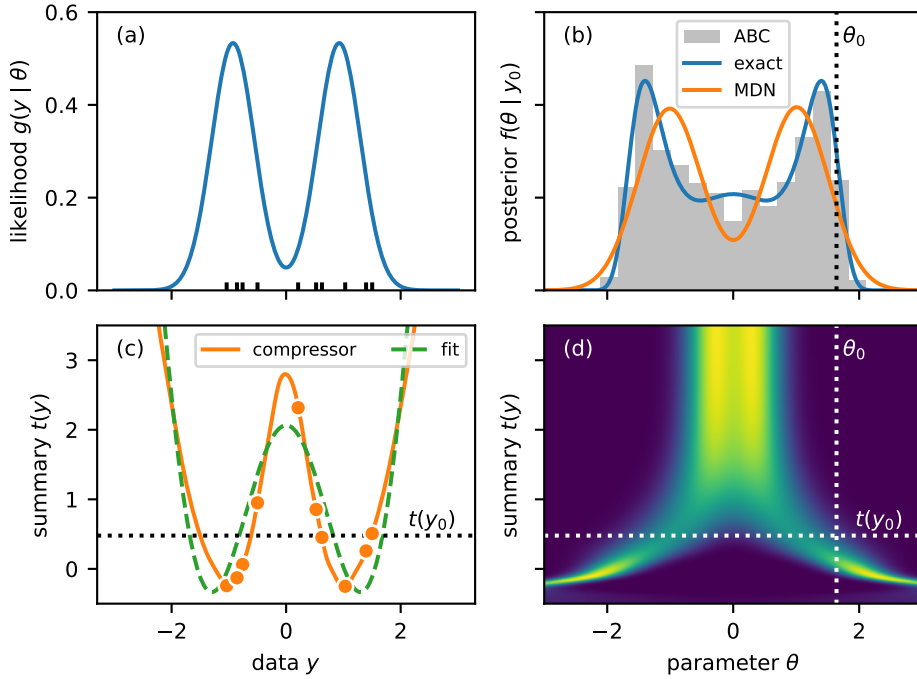 (a)
likelihood g(y | θ)
0.6
0.4
0.2
0.0
(b)
ABC
exact
MDN
θ0
posterior f(θ | y0)
(c)
compressor
fit
t(y0)
summary t(y)
3
2
1
0
−2
0
2
data y
(d)
θ0
t(y0)
summary t(y)
−2
0
2
parameter θ